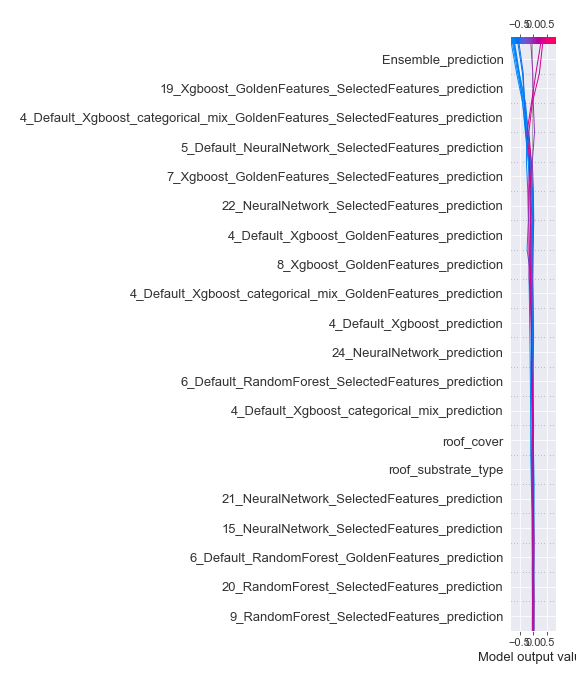 −0.5 0.0 0.5
Ensemble_prediction
19_Xgboost_GoldenFeatures_SelectedFeatures_prediction
4_Default_Xgboost_categorical_mix_GoldenFeatures_SelectedFeatures_prediction
5_Default_NeuralNetwork_SelectedFeatures_prediction
7_Xgboost_GoldenFeatures_SelectedFeatures_prediction
22_NeuralNetwork_SelectedFeatures_prediction
4_Default_Xgboost_GoldenFeatures_prediction
8_Xgboost_GoldenFeatures_prediction
4_Default_Xgboost_categorical_mix_GoldenFeatures_prediction
4_Default_Xgboost_prediction
24_NeuralNetwork_prediction
6_Default_RandomForest_SelectedFeatures_prediction
4_Default_Xgboost_categorical_mix_prediction
roof_cover
roof_substrate_type
21_NeuralNetwork_SelectedFeatures_prediction
15_NeuralNetwork_SelectedFeatures_prediction
6_Default_RandomForest_GoldenFeatures_prediction
20_RandomForest_SelectedFeatures_prediction
9_RandomForest_SelectedFeatures_prediction
−0.5 0.0 0.5
Model output valu